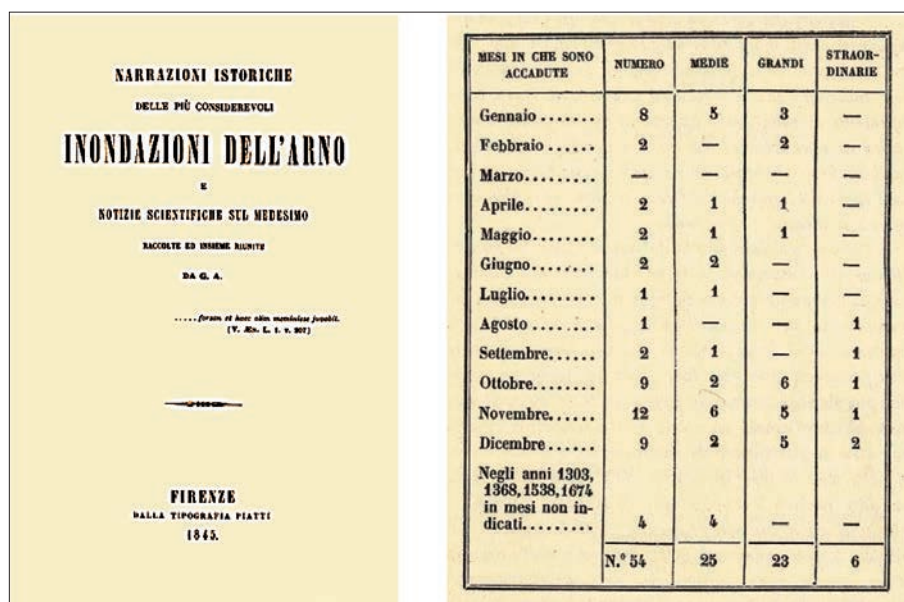 NARRAZIONI ISTORICHE
DELLE PIÙ CONSIDEREVOLI
INONDAZIONI DELL'ARNO
E
NOTIZIE SCIENTIFICHE SUL MEDESIMO
RACCOLTE ED INSIEME RIUNITE
DA G. A.
.....forsan et haec olim meminisse juvabit.
(V. Æn. L. 1. v. 207)
FIRENZE
DALLA TIPOGRAFIA PIATTI
1845.
MESI IN CHE SONO ACCADUTE NUMERO MEDIE GRANDI STRAOR-
DINARIE
Gennaio ....... 8 5 3 —
Febbraio ...... 2 — 2 —
Marzo......... — — — —
Aprile......... 2 1 1 —
Maggio........ 2 1 1 —
Giugno........ 2 2 — —
Luglio......... 1 1 — —
Agosto ........ 1 — — 1
Settembre...... 2 1 — 1
Ottobre........ 9 2 6 1
Novembre...... 12 6 5 1
Dicembre...... 9 2 5 2
Negli anni 1303,
1368, 1538, 1674
in mesi non in-
dicati......... 4 4 — —
N.° 54 25 23 6